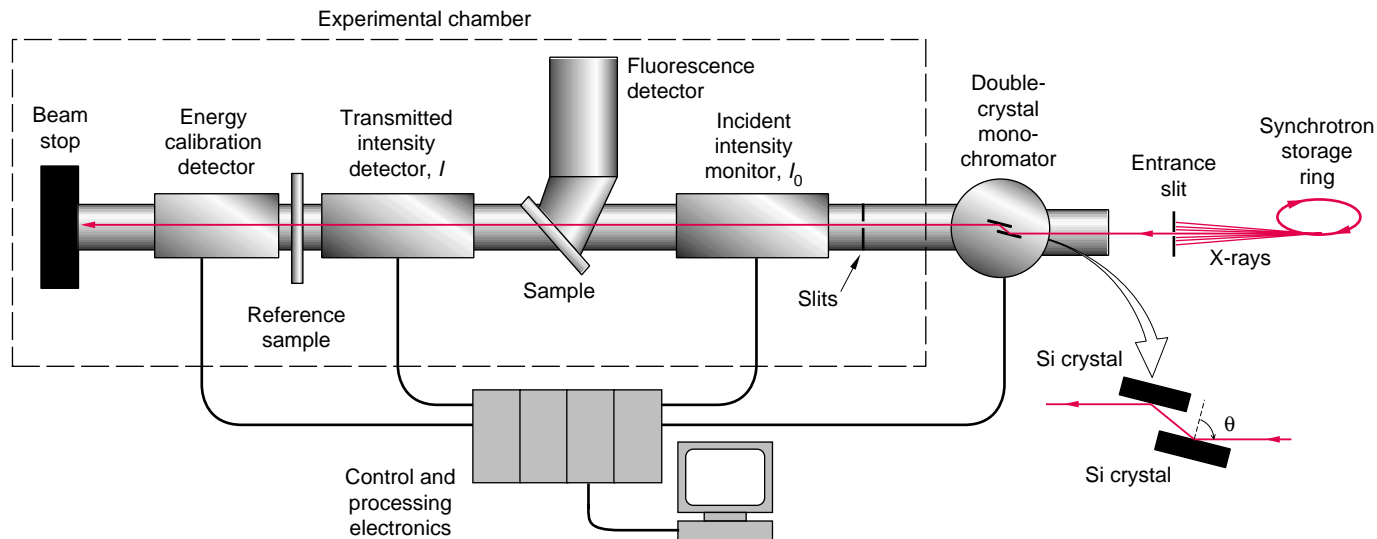 Experimental chamber
Beam
stop
Energy
calibration
detector
Transmitted
intensity
detector, I
Fluorescence
detector
Incident
intensity
monitor, I0
Double-
crystal
mono-
chromator
Entrance
slit
Synchrotron
storage
ring
X-rays
Sample
Slits
Reference
sample
Si crystal
θ
Si crystal
Control and
processing
electronics